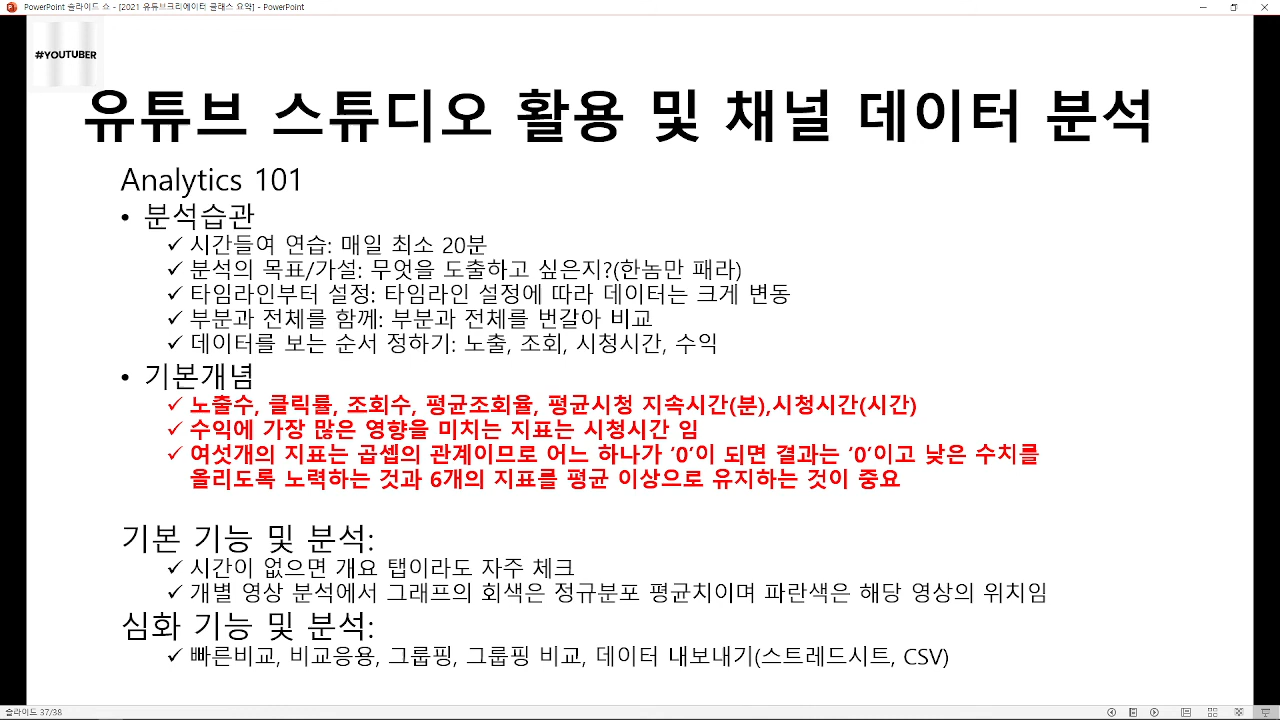 PowerPoint 슬라이드 쇼 - [2021 유튜브크리에이터 클래스 요약] - PowerPoint
#YOUTUBER
유튜브 스튜디오 활용 및 채널 데이터 분석
Analytics 101
• 분석습관
✓ 시간들여 연습: 매일 최소 20분
✓ 분석의 목표/가설: 무엇을 도출하고 싶은지?(한놈만 패라)
✓ 타임라인부터 설정: 타임라인 설정에 따라 데이터는 크게 변동
✓ 부분과 전체를 함께: 부분과 전체를 번갈아 비교
✓ 데이터를 보는 순서 정하기: 노출, 조회, 시청시간, 수익
• 기본개념
✓ 노출수, 클릭률, 조회수, 평균조회율, 평균시청 지속시간(분),시청시간(시간)
✓ 수익에 가장 많은 영향을 미치는 지표는 시청시간 임
✓ 여섯개의 지표는 곱셉의 관계이므로 어느 하나가 '0'이 되면 결과는 '0'이고 낮은 수치를
올리도록 노력하는 것과 6개의 지표를 평균 이상으로 유지하는 것이 중요
기본 기능 및 분석:
✓ 시간이 없으면 개요 탭이라도 자주 체크
✓ 개별 영상 분석에서 그래프의 회색은 정규분포 평균치이며 파란색은 해당 영상의 위치임
심화 기능 및 분석:
✓ 빠른비교, 비교응용, 그룹핑, 그룹핑 비교, 데이터 내보내기(스트레드시트, CSV)
슬라이드 37/38